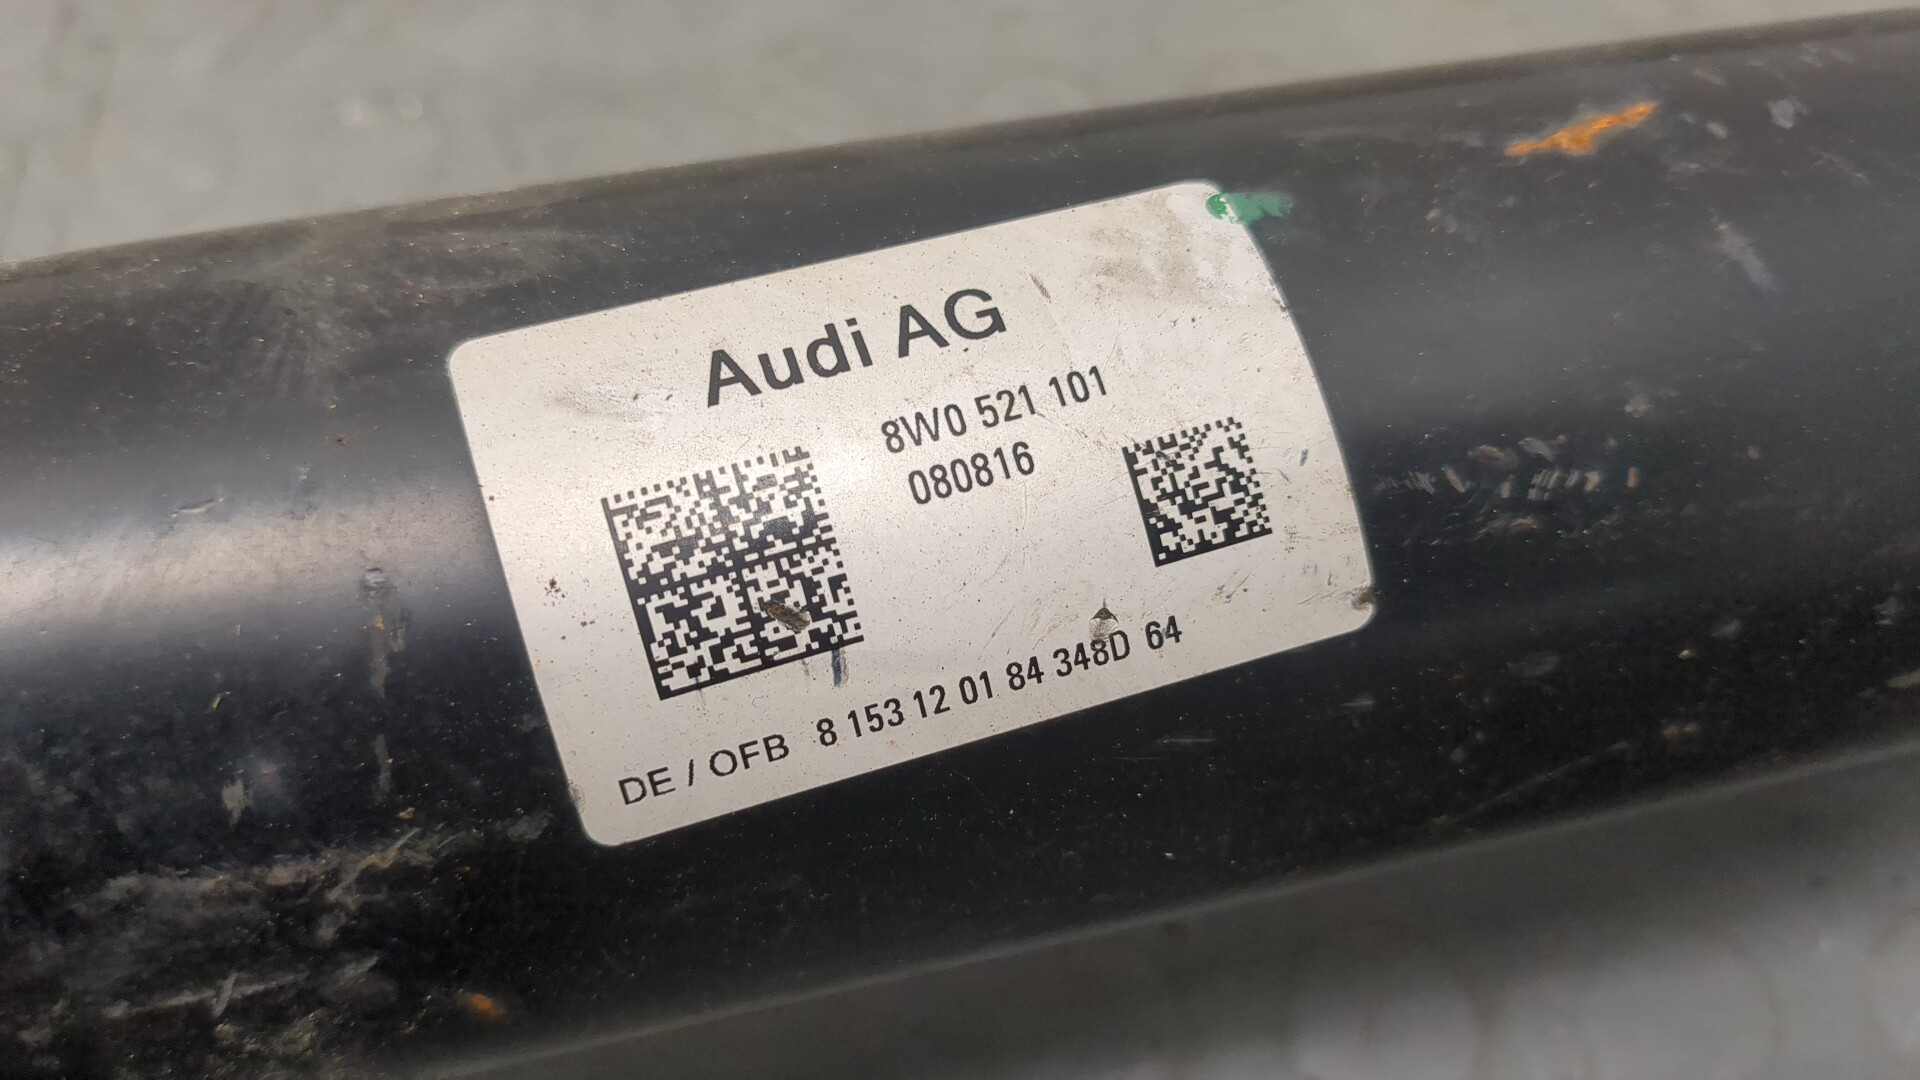 Audi AG
8W0 521 101
080816
DE / OFB 8 153 12 01 84 348D 64